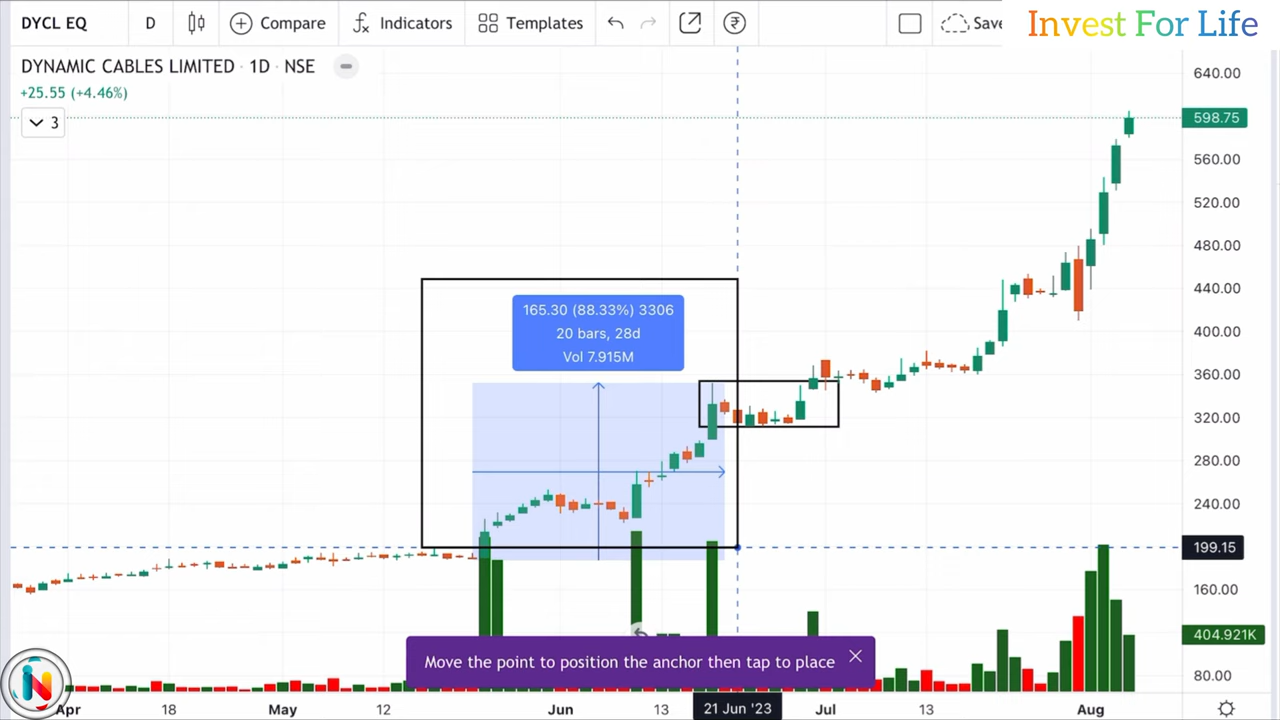 DYCL EQ D Compare Indicators Templates Save
Invest For Life
DYNAMIC CABLES LIMITED · 1D · NSE
+25.55 (+4.46%)
3
640.00
598.75
560.00
520.00
480.00
440.00
400.00
360.00
320.00
280.00
240.00
199.15
160.00
404.921K
80.00
165.30 (88.33%) 3306
20 bars, 28d
Vol 7.915M
Move the point to position the anchor then tap to place
Apr 18 May 12 Jun 13 21 Jun '23 Jul 13 Aug